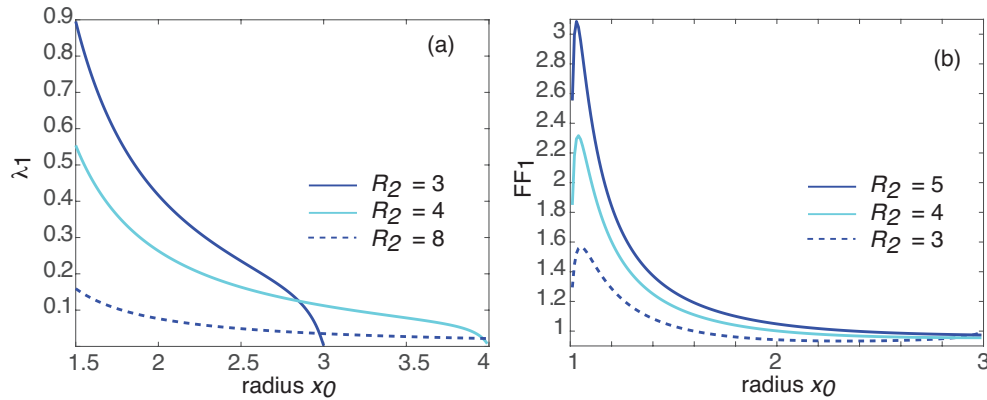 (a)
0.9
0.8
0.7
0.6
0.5
0.4
0.3
0.2
0.1
λ1
R2 = 3
R2 = 4
R2 = 8
1.5 2 2.5 3 3.5 4
radius x0
(b)
3
2.6
2.4
2.2
2
1.8
1.6
1.4
1.2
1
FF1
R2 = 5
R2 = 4
R2 = 3
1 2 3
radius x0